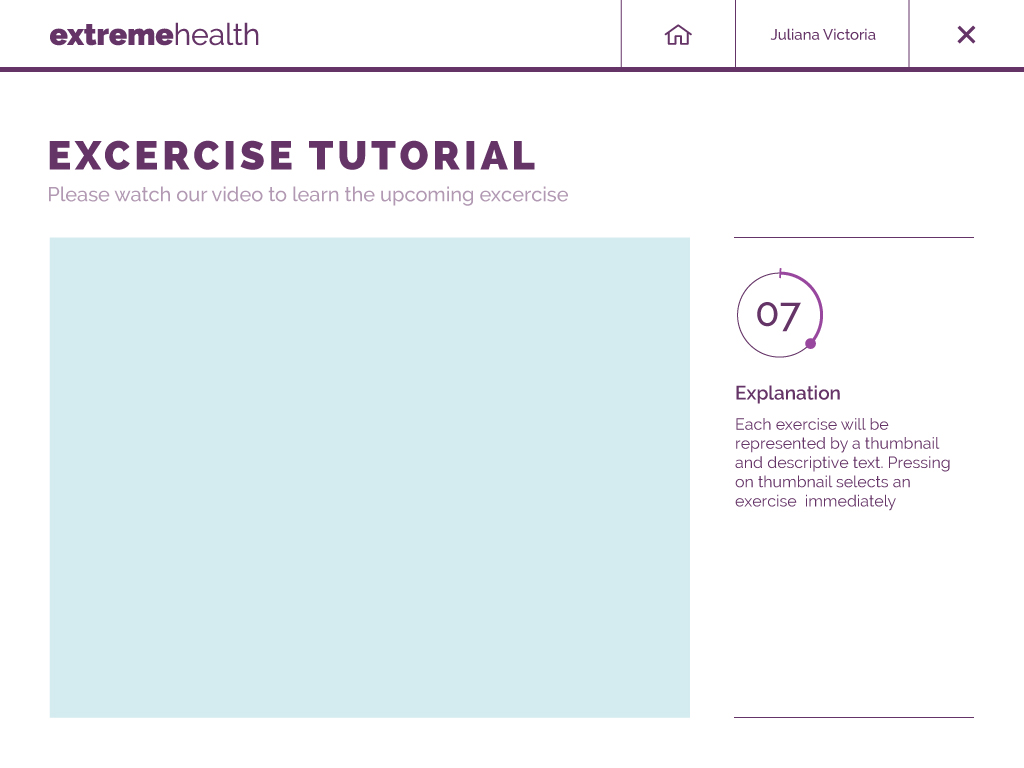 extremehealth
Juliana Victoria
EXCERCISE TUTORIAL
Please watch our video to learn the upcoming excercise
07
Explanation
Each exercise will be
represented by a thumbnail
and descriptive text. Pressing
on thumbnail selects an
exercise  immediately